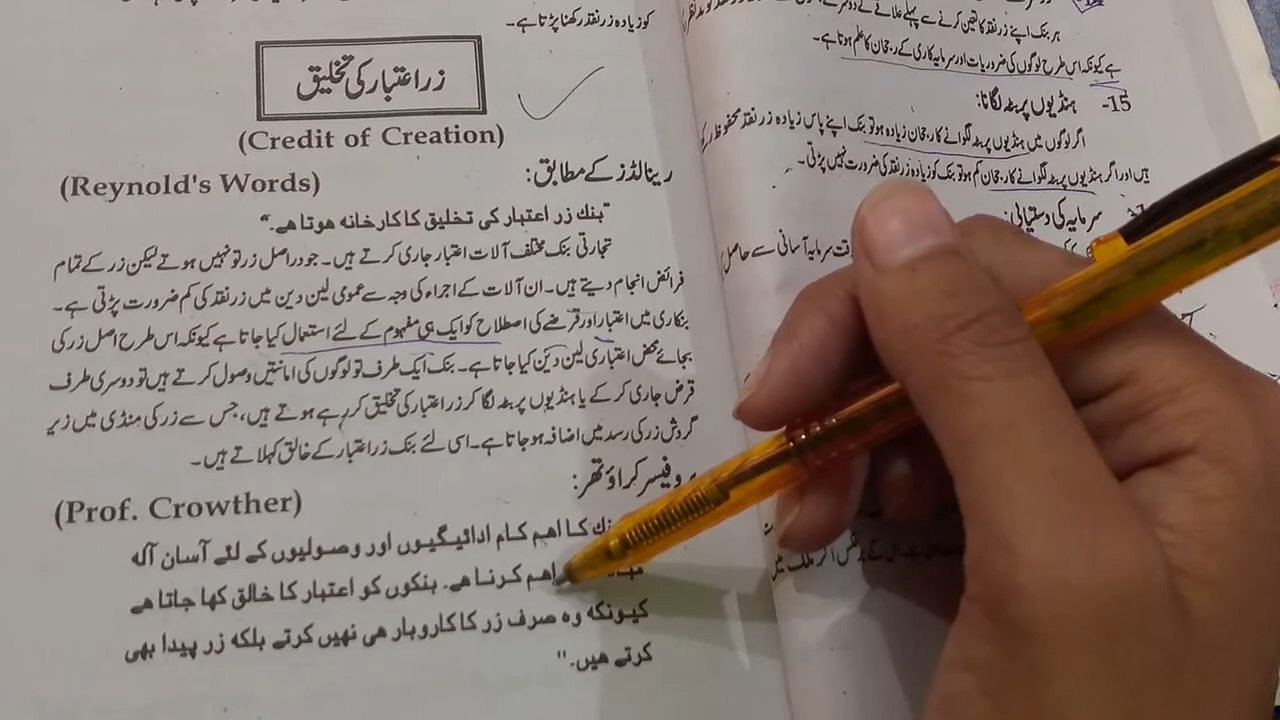 کو زیادہ زر نقد رکھنا پڑتا ہے۔
زر اعتبار کی تخلیق
(Credit of Creation)
رینالڈز کے مطابق: (Reynold's Words)
"بنک زر اعتبار کی تخلیق کا کارخانہ ہوتا ہے۔"
تجارتی بنک مختلف آلات اعتبار جاری کرتے ہیں۔ جو دراصل زر تو نہیں ہوتے لیکن زر کے تمام
فرائض انجام دیتے ہیں۔ ان آلات کے اجراء کی وجہ سے عمومی لین دین میں زر نقد کی کم ضرورت پڑتی ہے۔
بنکاری میں اعتبار اور قرضے کی اصطلاح کو ایک ہی مفہوم کے لئے استعمال کیا جاتا ہے کیونکہ اس طرح اصل زر کی
بجائے محض اعتباری لین دین کیا جاتا ہے۔ بنک ایک طرف تو لوگوں کی امانتیں وصول کرتے ہیں تو دوسری طرف
قرض جاری کر کے یا ہنڈیوں پر بٹہ لگا کر زر اعتبار کی تخلیق کر رہے ہوتے ہیں، جس سے زر کی منڈی میں زیر
گردش زر کی رسد میں اضافہ ہو جاتا ہے۔ اسی لئے بنک زر اعتبار کے خالق کہلاتے ہیں۔
پروفیسر کراؤتھر: (Prof. Crowther)
کا اہم کام ادائیگیوں اور وصولیوں کے لئے آسان آلہ
کرنا ہے۔ بنکوں کو اعتبار کا خالق کہا جاتا ہے
کیونکہ وہ صرف زر کا کاروبار ہی نہیں کرتے بلکہ زر پیدا بھی
کرتے ہیں۔"
ہر بنک اپنے زر نقد کا تعین کرنے سے پہلے علاقے کے
ہے کیونکہ اس طرح لوگوں کی ضروریات اور سرمایہ کاری کے رجحان کا علم ہوتا ہے۔
15- ہنڈیوں پر بٹہ لگانا:
اگر لوگوں میں ہنڈیوں پر بٹہ لگوانے کا رجحان زیادہ ہو تو بنک اپنے پاس زیادہ زر نقد محفوظ
ہیں اور اگر ہنڈیوں پر بٹہ لگوانے کا رجحان کم ہو تو بنک کو زیادہ زر نقد کی ضرورت نہیں پڑتی۔
سرمایہ کی دستیابی:
سرمایہ آسانی سے حاصل